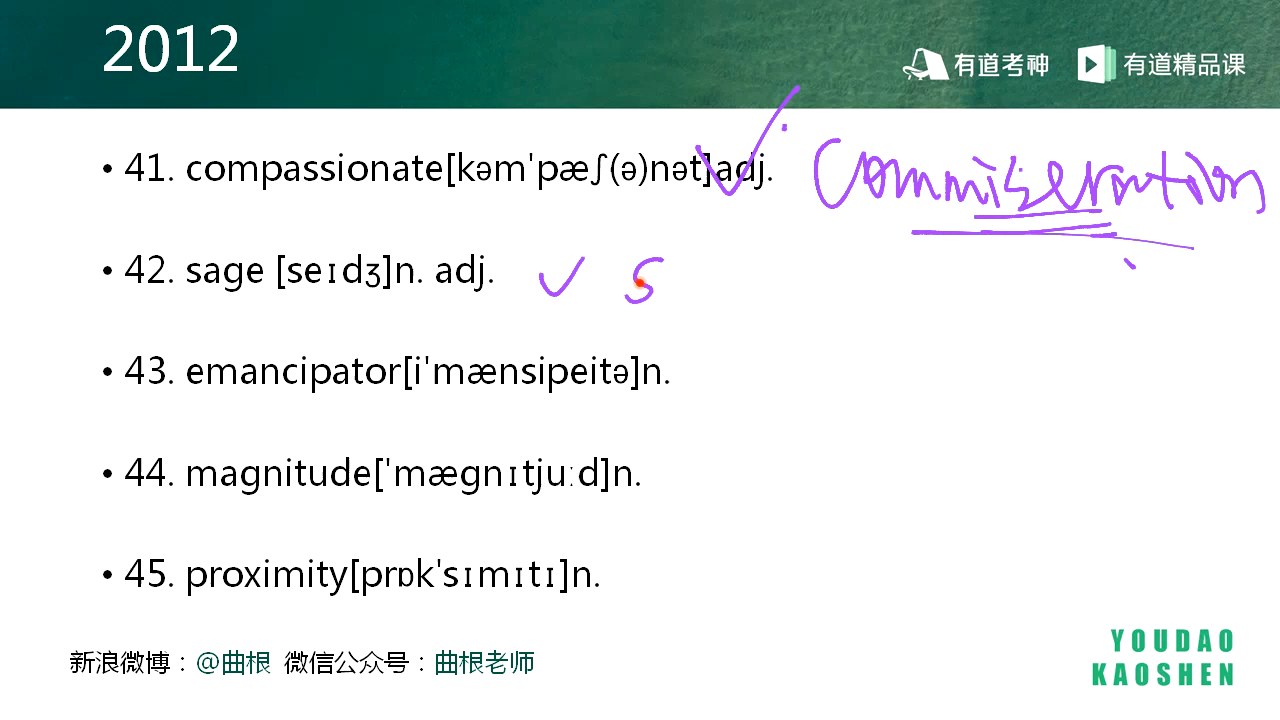 2012
有道考神 有道精品课
• 41. compassionate[kəm'pæʃ(ə)nət]adj. Commiseration
• 42. sage [seɪdʒ]n. adj. S
• 43. emancipator[i'mænsipeitə]n.
• 44. magnitude['mægnɪtjuːd]n.
• 45. proximity[prɒk'sɪmɪtɪ]n.
新浪微博：@曲根 微信公众号：曲根老师
YOUDAO
KAOSHEN